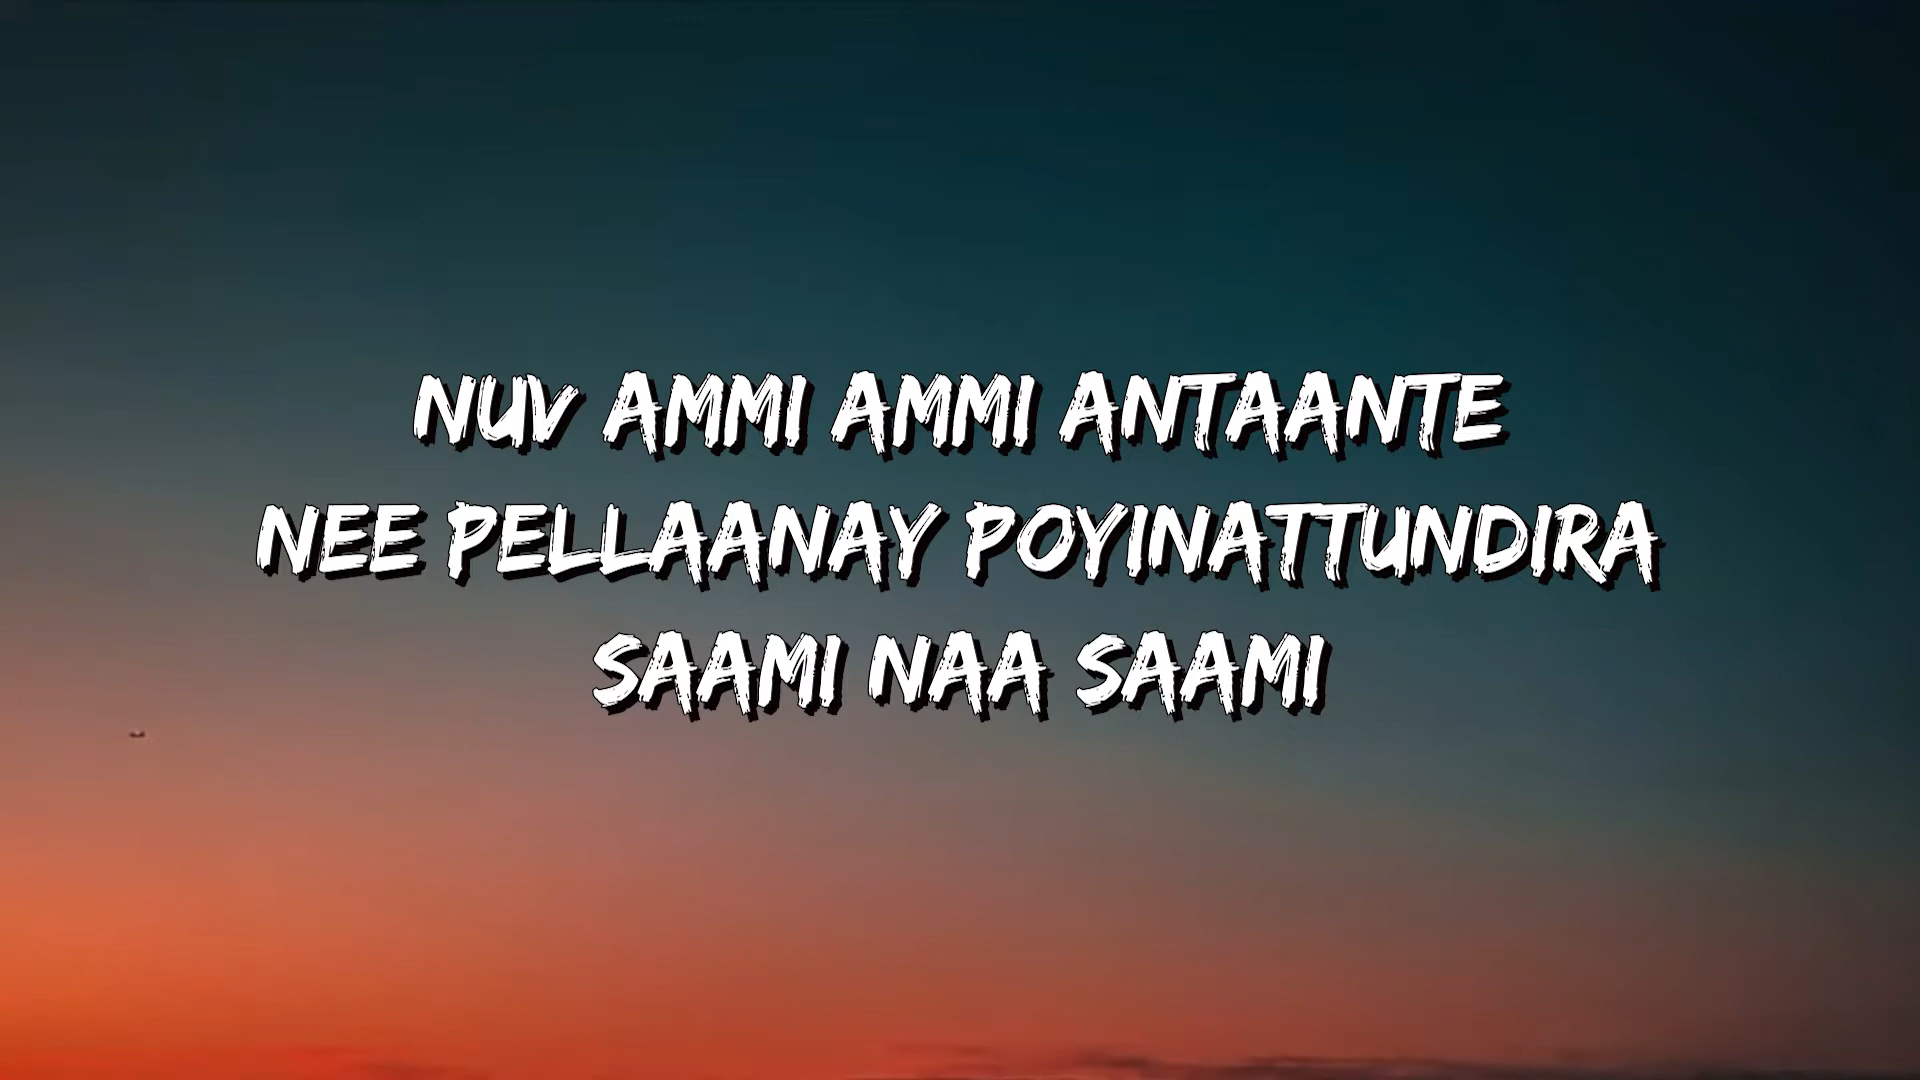 NUV AMMI AMMI ANTAANTE
NEE PELLAANAY POYINATTUNDIRA
SAAMI NAA SAAMI